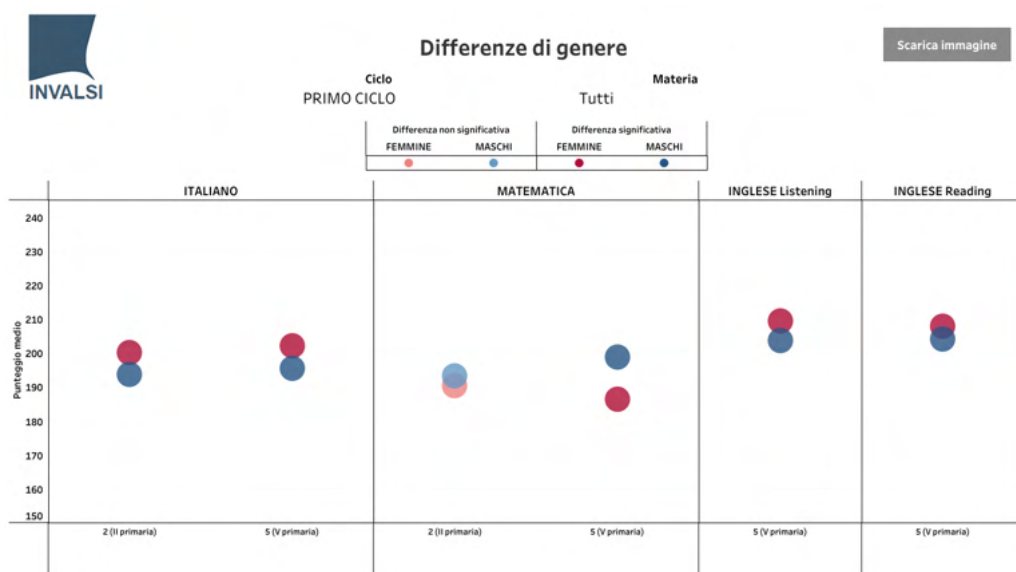 INVALSI
Differenze di genere
Scarica immagine
Ciclo
PRIMO CICLO
Materia
Tutti
Differenza non significativa
FEMMINE MASCHI
Differenza significativa
FEMMINE MASCHI
ITALIANO MATEMATICA INGLESE Listening INGLESE Reading
Punteggio medio
240
230
220
210
200
190
180
170
160
150
2 (II primaria) 5 (V primaria) 2 (II primaria) 5 (V primaria) 5 (V primaria) 5 (V primaria)